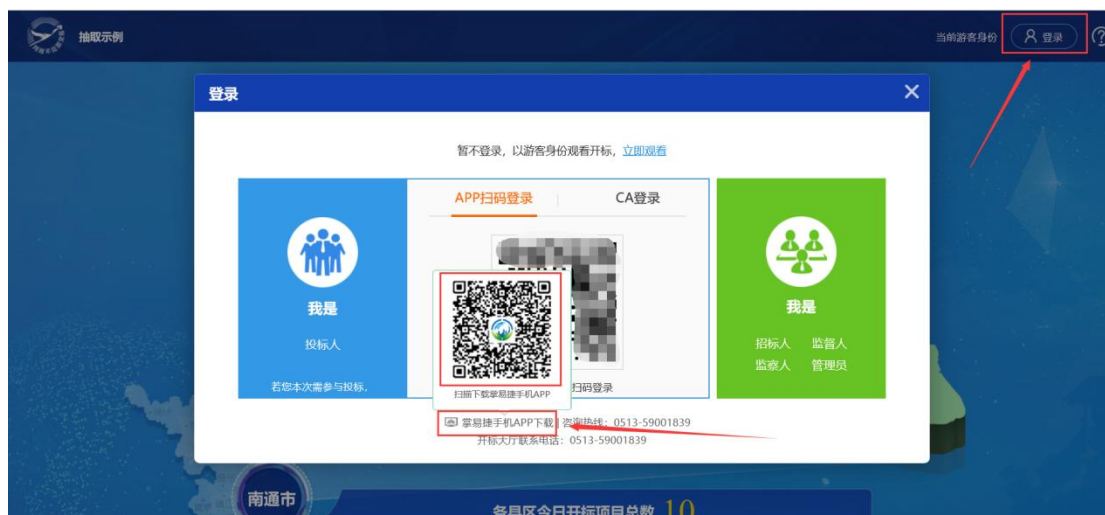 抽取示例
当前游客身份 登录
登录
暂不登录，以游客身份观看开标，立即观看
APP扫码登录 CA登录
我是
投标人
若您本次需参与投标，
我是
招标人 监督人
监察人 管理员
扫描下载掌易捷手机APP
扫码登录
掌易捷手机APP下载 | 咨询热线：0513-59001839
开标大厅联系电话：0513-59001839
南通市
各县区今日开标项目总数 10